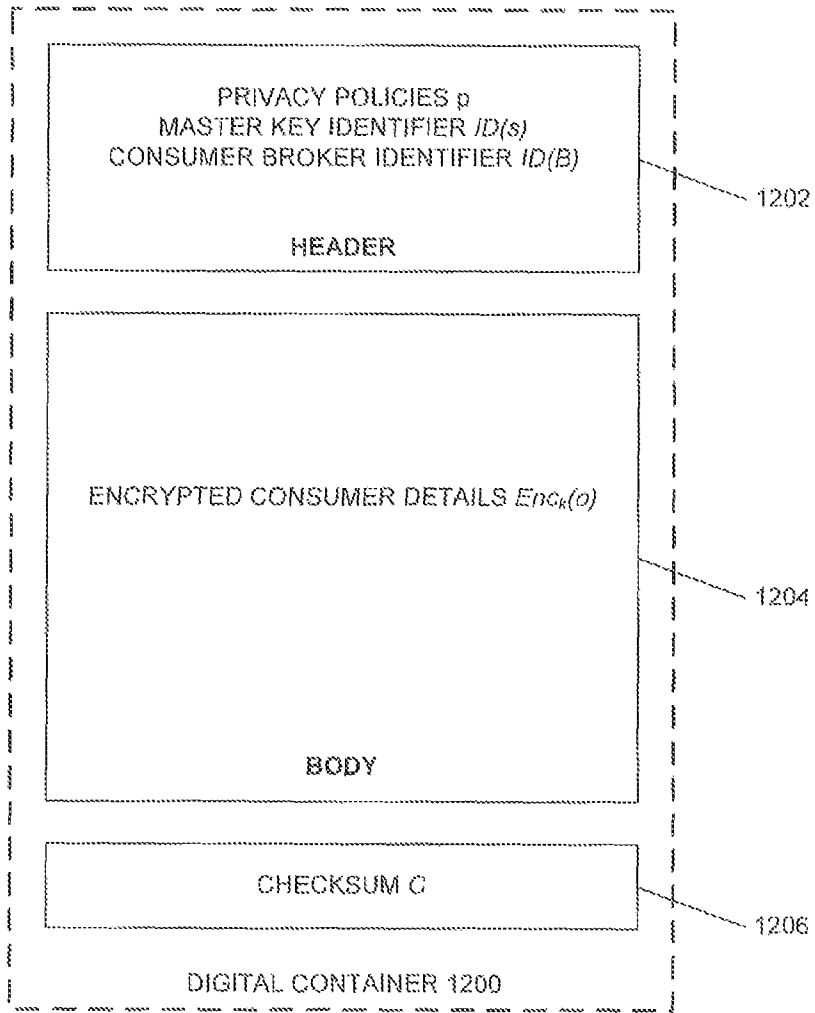 PRIVACY POLICIES p
MASTER KEY IDENTIFIER ID(s)
CONSUMER BROKER IDENTIFIER ID(B)
HEADER
1202
ENCRYPTED CONSUMER DETAILS Enck(o)
1204
BODY
CHECKSUM C
1206
DIGITAL CONTAINER 1200